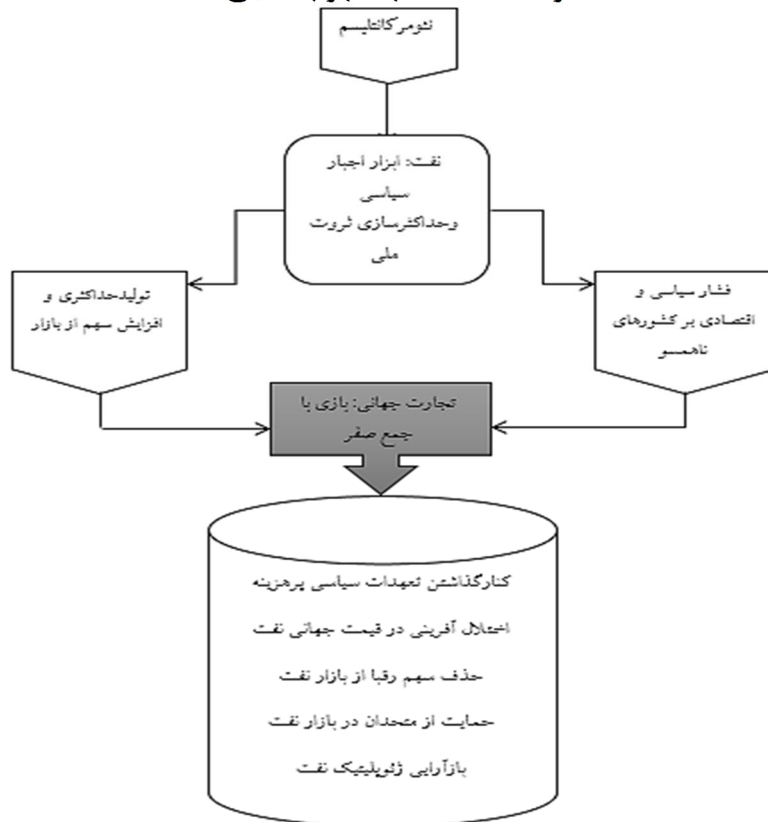 نئومرکانتالیسم
نفت: ابزار اجبار
سیاسی
وحداکثرسازی ثروت
ملی
فشار سیاسی و
اقتصادی بر کشورهای
ناهمسو
تولیدحداکثری و
افزایش سهم از بازار
تجارت جهانی: بازی با
جمع صفر
کنارگذاشتن تعهدات سیاسی پرهزینه
اختلال آفرینی در قیمت جهانی نفت
حذف سهم رقبا از بازار نفت
حمایت از متحدان در بازار نفت
بازآرایی ژئوپلیتیک نفت